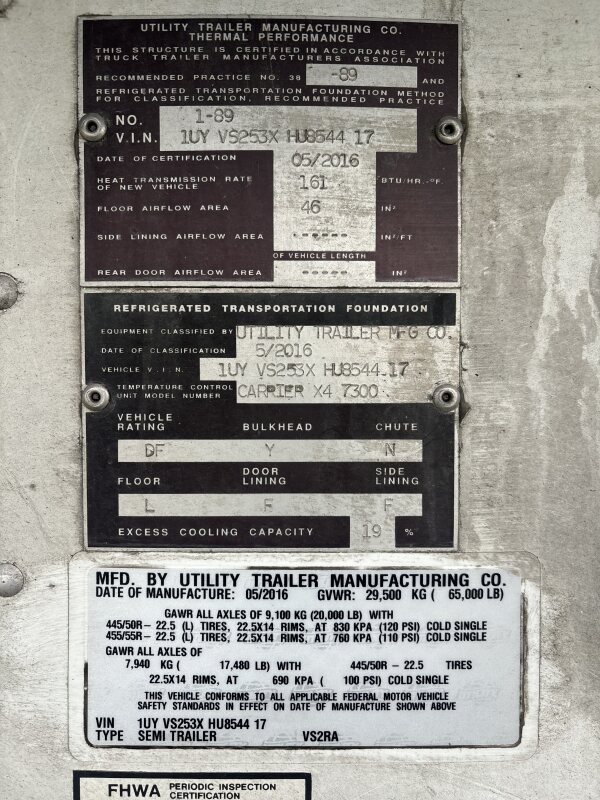 UTILITY TRAILER MANUFACTURING CO.
THERMAL PERFORMANCE
THIS STRUCTURE IS CERTIFIED IN ACCORDANCE WITH
TRUCK TRAILER MANUFACTURERS ASSOCIATION
RECOMMENDED PRACTICE NO. 38 -89 AND
REFRIGERATED TRANSPORTATION FOUNDATION METHOD
FOR CLASSIFICATION, RECOMMENDED PRACTICE
NO. 1-89
V.I.N. 1UY VS253X HU8544 17
DATE OF CERTIFICATION 05/2016
HEAT TRANSMISSION RATE
OF NEW VEHICLE 161 BTU/HR.-°F.
FLOOR AIRFLOW AREA 46 IN²
SIDE LINING AIRFLOW AREA ------ IN²/FT
OF VEHICLE LENGTH
REAR DOOR AIRFLOW AREA ----- IN²
REFRIGERATED TRANSPORTATION FOUNDATION
EQUIPMENT CLASSIFIED BY UTILITY TRAILER MFG CO.
DATE OF CLASSIFICATION 5/2016
VEHICLE V.I.N. 1UY VS253X HU8544 17
TEMPERATURE CONTROL
UNIT MODEL NUMBER CARRIER X4 7300
VEHICLE
RATING BULKHEAD CHUTE
DF Y N
FLOOR DOOR LINING SIDE LINING
L F F
EXCESS COOLING CAPACITY 19 %
MFD. BY UTILITY TRAILER MANUFACTURING CO.
DATE OF MANUFACTURE: 05/2016 GVWR: 29,500 KG ( 65,000 LB)
GAWR ALL AXLES OF 9,100 KG (20,000 LB) WITH
445/50R- 22.5 (L) TIRES, 22.5X14 RIMS, AT 830 KPA (120 PSI) COLD SINGLE
455/55R- 22.5 (L) TIRES, 22.5X14 RIMS, AT 760 KPA (110 PSI) COLD SINGLE
GAWR ALL AXLES OF
7,940 KG ( 17,480 LB) WITH 445/50R - 22.5 TIRES
22.5X14 RIMS, AT 690 KPA ( 100 PSI) COLD SINGLE
THIS VEHICLE CONFORMS TO ALL APPLICABLE FEDERAL MOTOR VEHICLE
SAFETY STANDARDS IN EFFECT ON DATE OF MANUFACTURE SHOWN ABOVE
VIN 1UY VS253X HU8544 17
TYPE SEMI TRAILER VS2RA
FHWA PERIODIC INSPECTION
CERTIFICATION